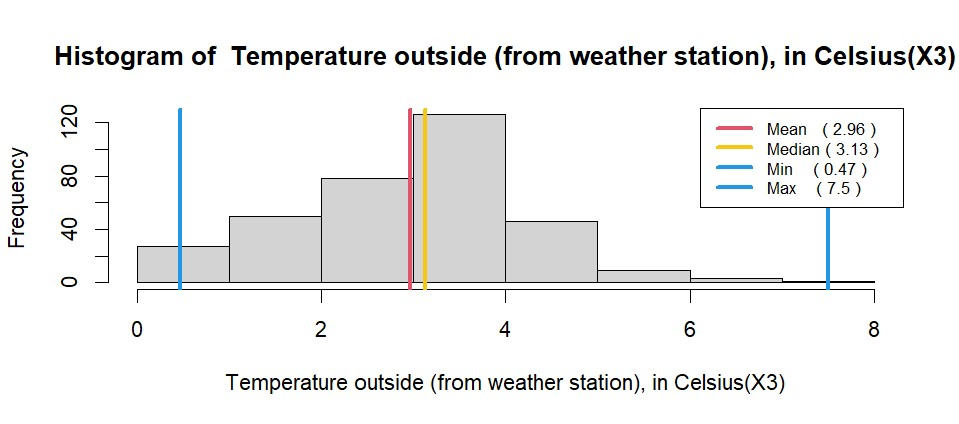 Histogram of  Temperature outside (from weather station), in Celsius(X3)
Frequency
120
80
40
0
Mean ( 2.96 )
Median ( 3.13 )
Min ( 0.47 )
Max ( 7.5 )
0 2 4 6 8
Temperature outside (from weather station), in Celsius(X3)